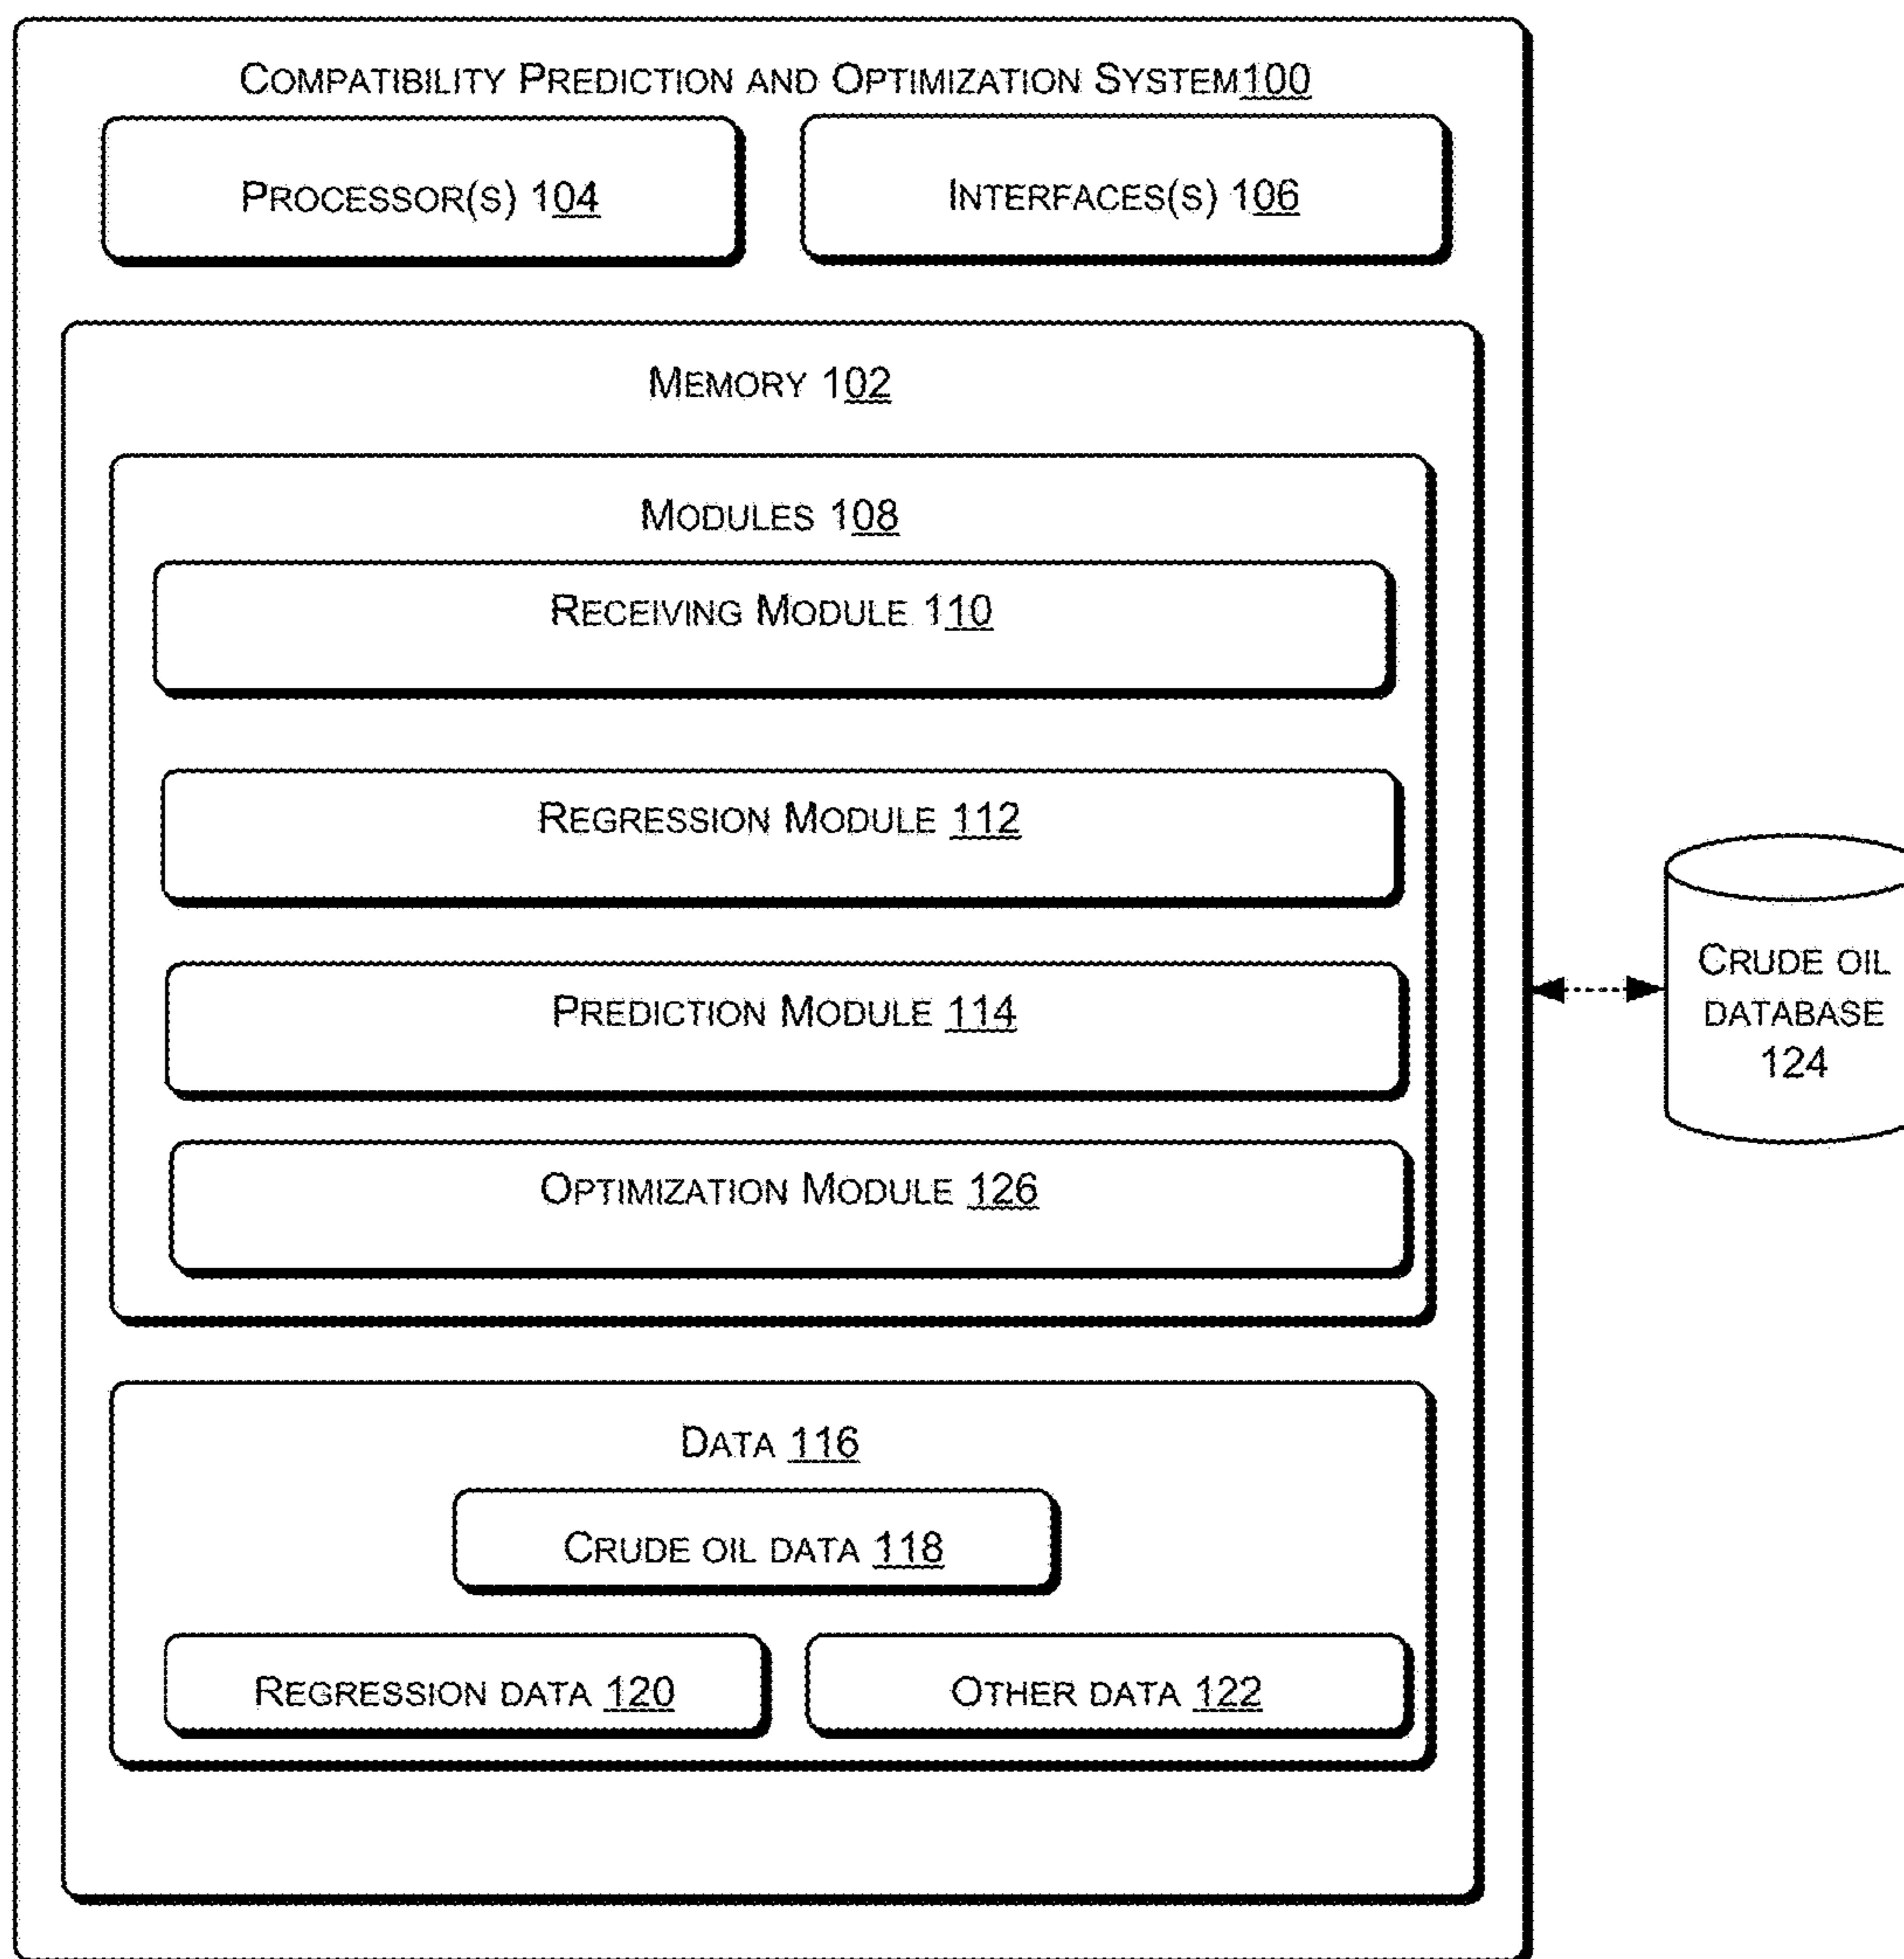 COMPATIBILITY PREDICTION AND OPTIMIZATION SYSTEM100
PROCESSOR(S) 104
INTERFACES(S) 106
MEMORY 102
MODULES 108
RECEIVING MODULE 110
REGRESSION MODULE 112
PREDICTION MODULE 114
OPTIMIZATION MODULE 126
DATA 116
CRUDE OIL DATA 118
REGRESSION DATA 120
OTHER DATA 122
CRUDE OIL
DATABASE
124